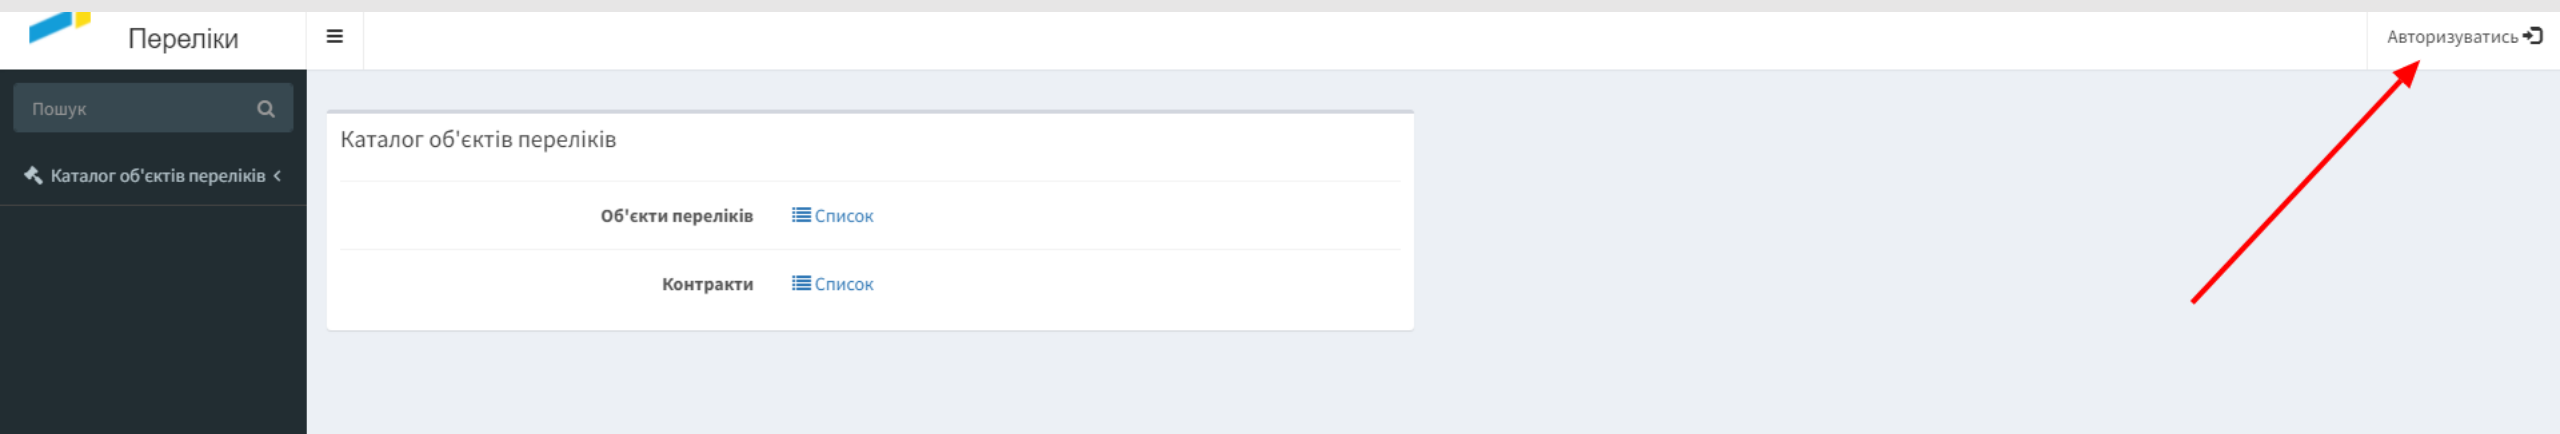 Переліки
Авторизуватись
Пошук
Каталог об'єктів переліків
Каталог об'єктів переліків
Об'єкти переліків Список
Контракти Список